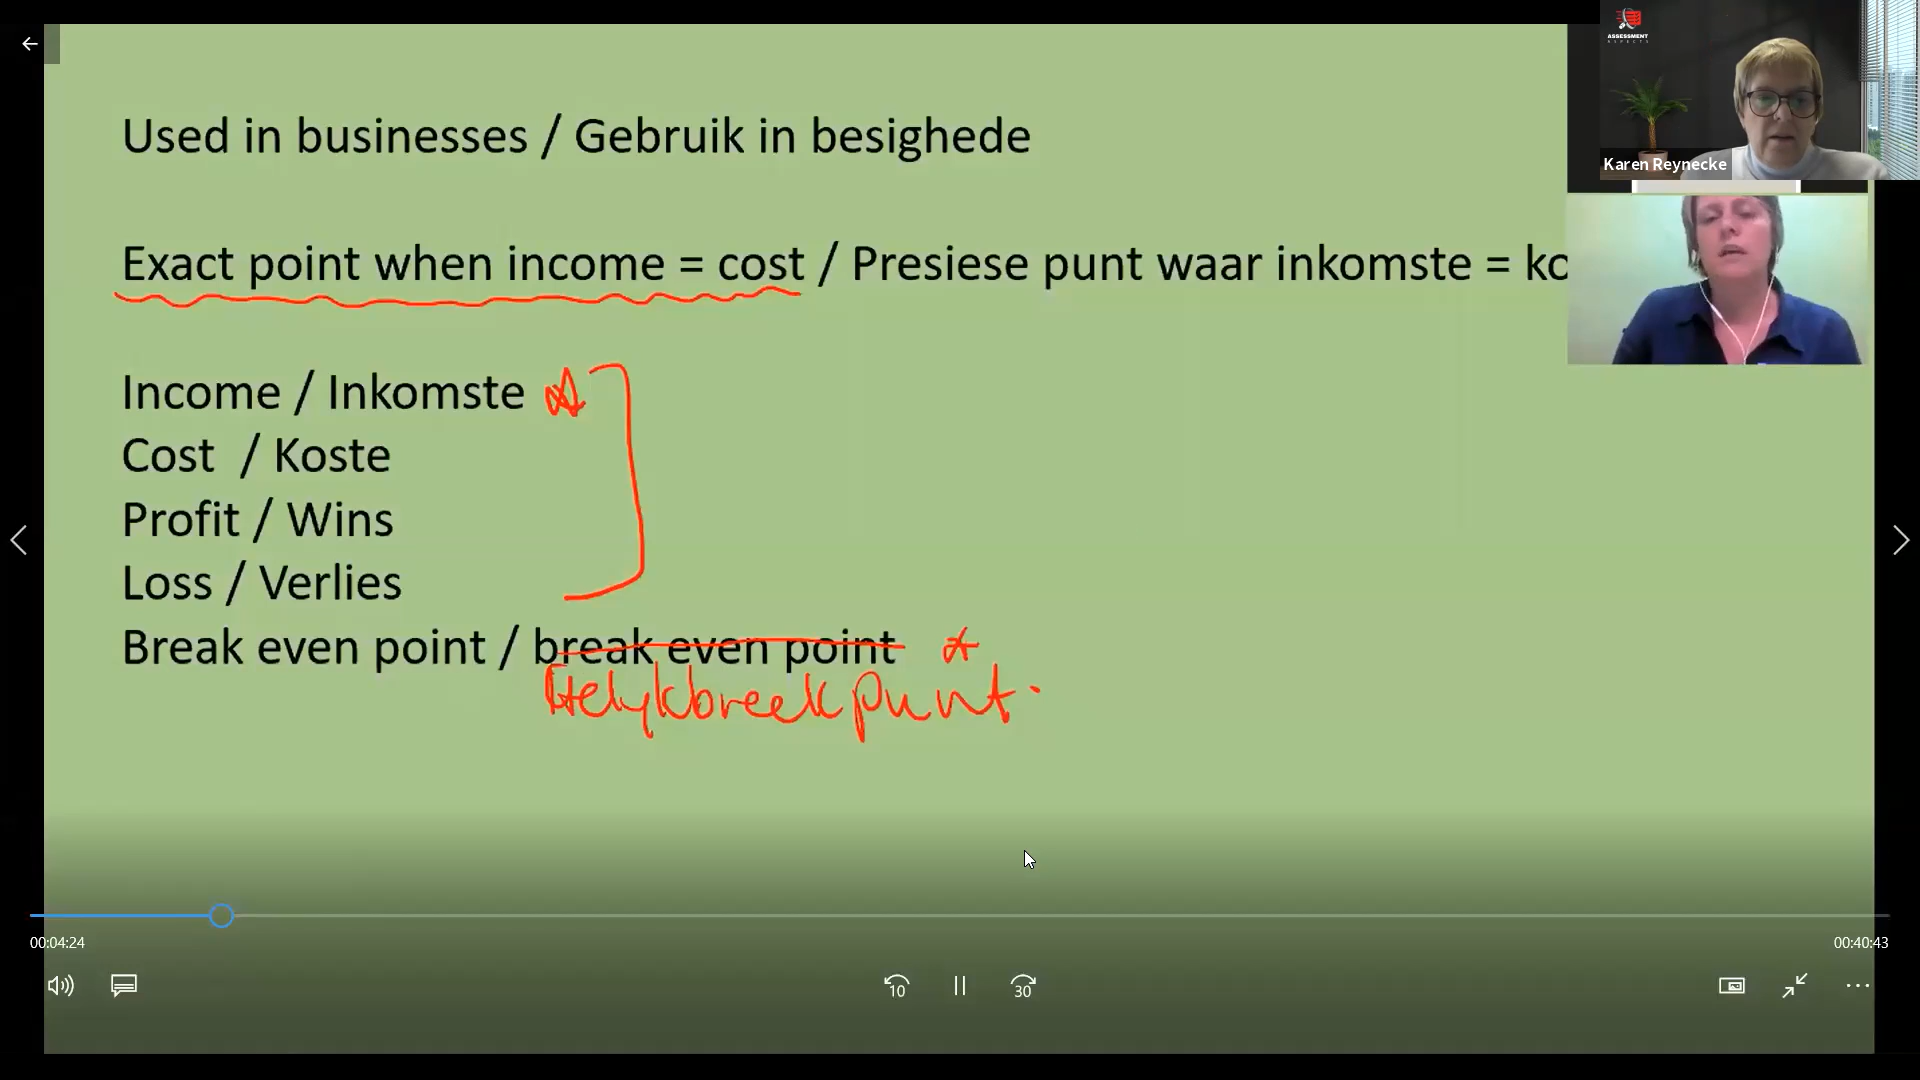 ASSESSMENT
Karen Reynecke
Used in businesses / Gebruik in besighede
Exact point when income = cost / Presiese punt waar inkomste = ko
Income / Inkomste
Cost / Koste
Profit / Wins
Loss / Verlies
Break even point / break even point
Gelykbreekpunt.
00:04:24
00:40:43
10
30